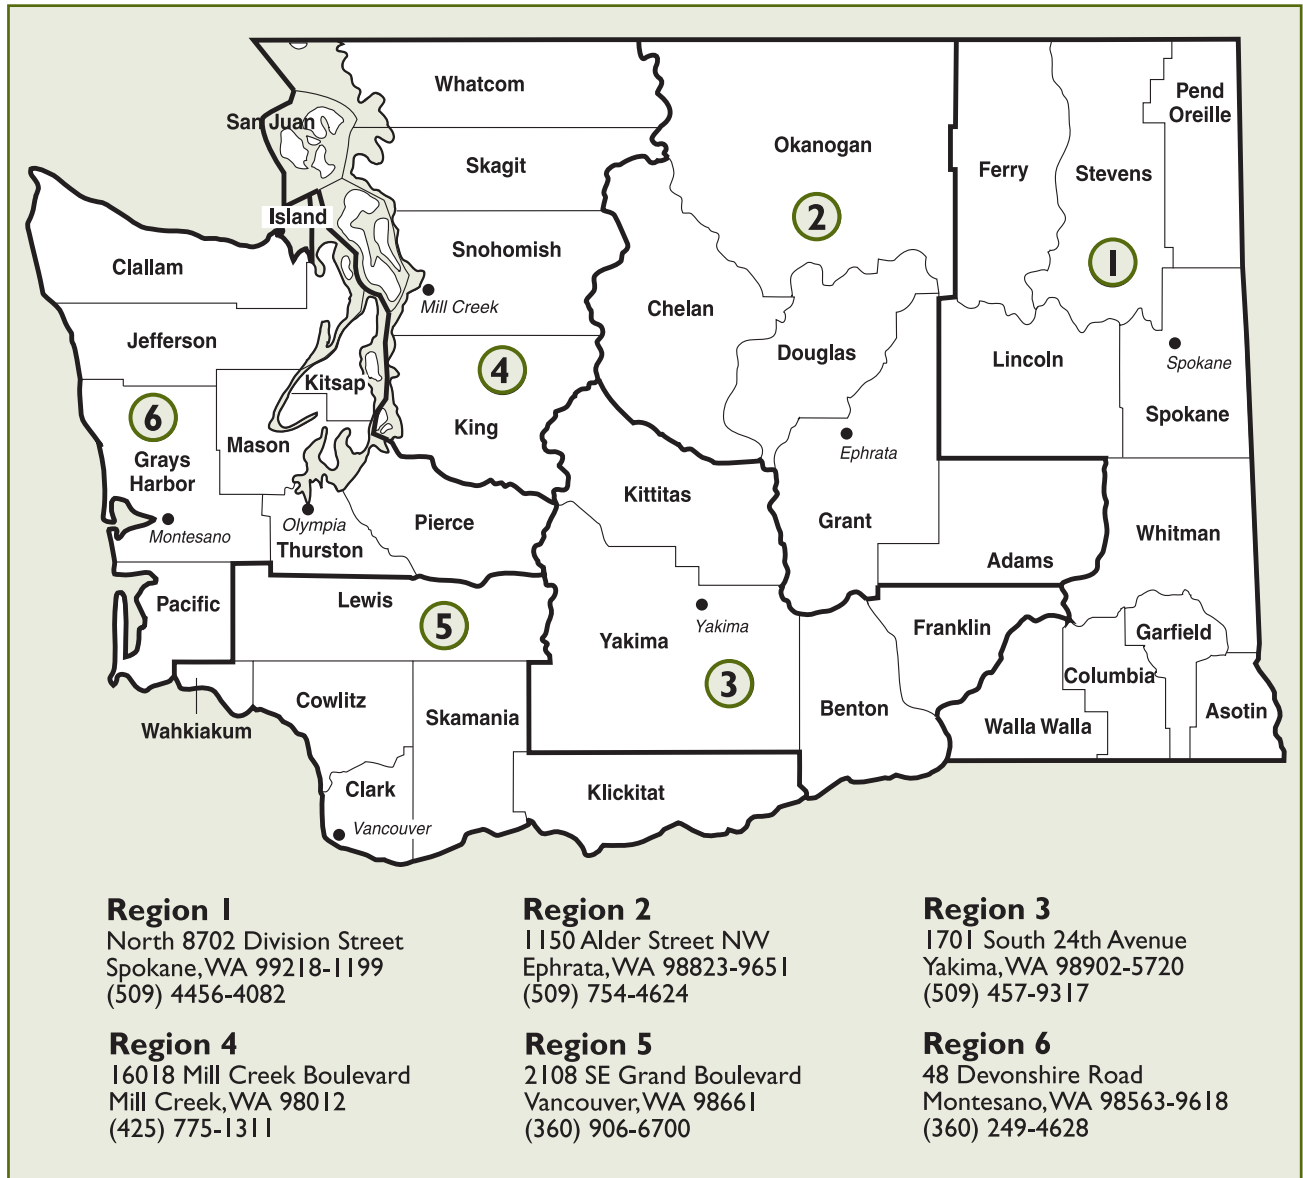 Whatcom
San Juan
Skagit
Island
Snohomish
Mill Creek
Clallam
Jefferson
Kitsap
Mason
King
4
6
Grays
Harbor
Montesano
Olympia
Thurston
Pierce
Pacific
Lewis
5
Wahkiakum
Cowlitz
Skamania
Clark
Vancouver
Okanogan
2
Chelan
Douglas
Ephrata
Grant
Adams
Kittitas
Yakima
Yakima
3
Klickitat
Benton
Franklin
Ferry
Stevens
Pend
Oreille
1
Lincoln
Spokane
Spokane
Whitman
Garfield
Columbia
Walla Walla
Asotin
Region 1
North 8702 Division Street
Spokane, WA 99218-1199
(509) 4456-4082
Region 2
1150 Alder Street NW
Ephrata, WA 98823-9651
(509) 754-4624
Region 3
1701 South 24th Avenue
Yakima, WA 98902-5720
(509) 457-9317
Region 4
16018 Mill Creek Boulevard
Mill Creek, WA 98012
(425) 775-1311
Region 5
2108 SE Grand Boulevard
Vancouver, WA 98661
(360) 906-6700
Region 6
48 Devonshire Road
Montesano, WA 98563-9618
(360) 249-4628